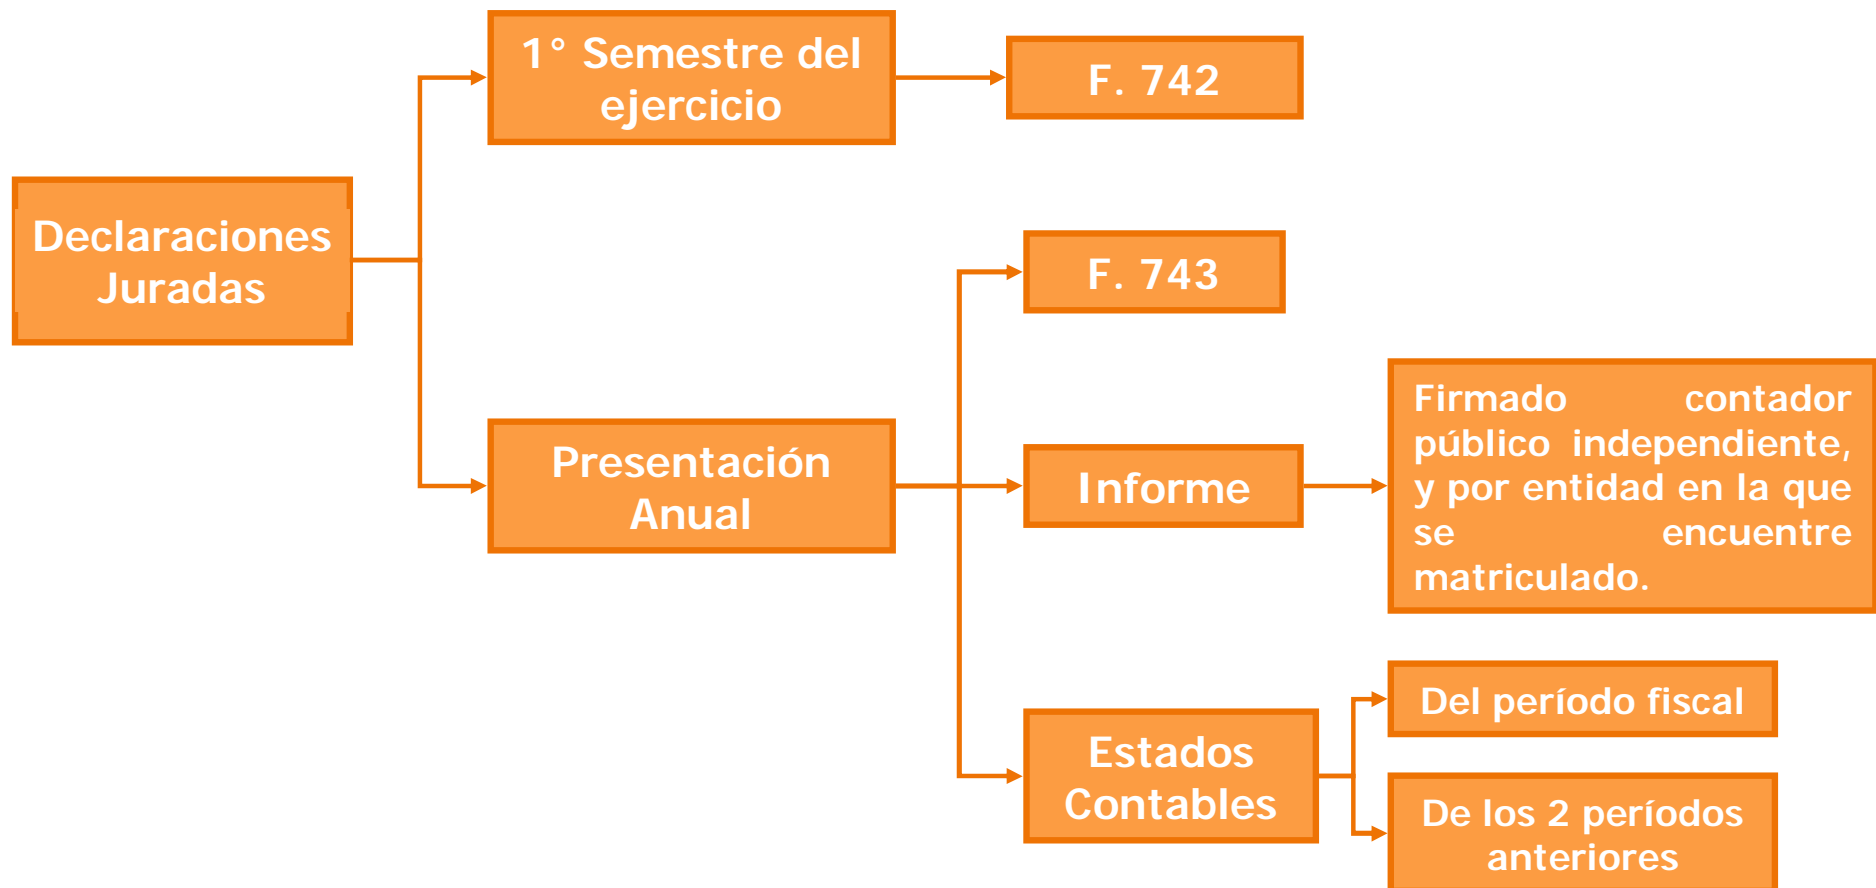 1° Semestre del
ejercicio
F. 742
Declaraciones
Juradas
F. 743
Presentación
Anual
Informe
Firmado contador
público independiente,
y por entidad en la que
se encuentre
matriculado.
Estados
Contables
Del período fiscal
De los 2 períodos
anteriores